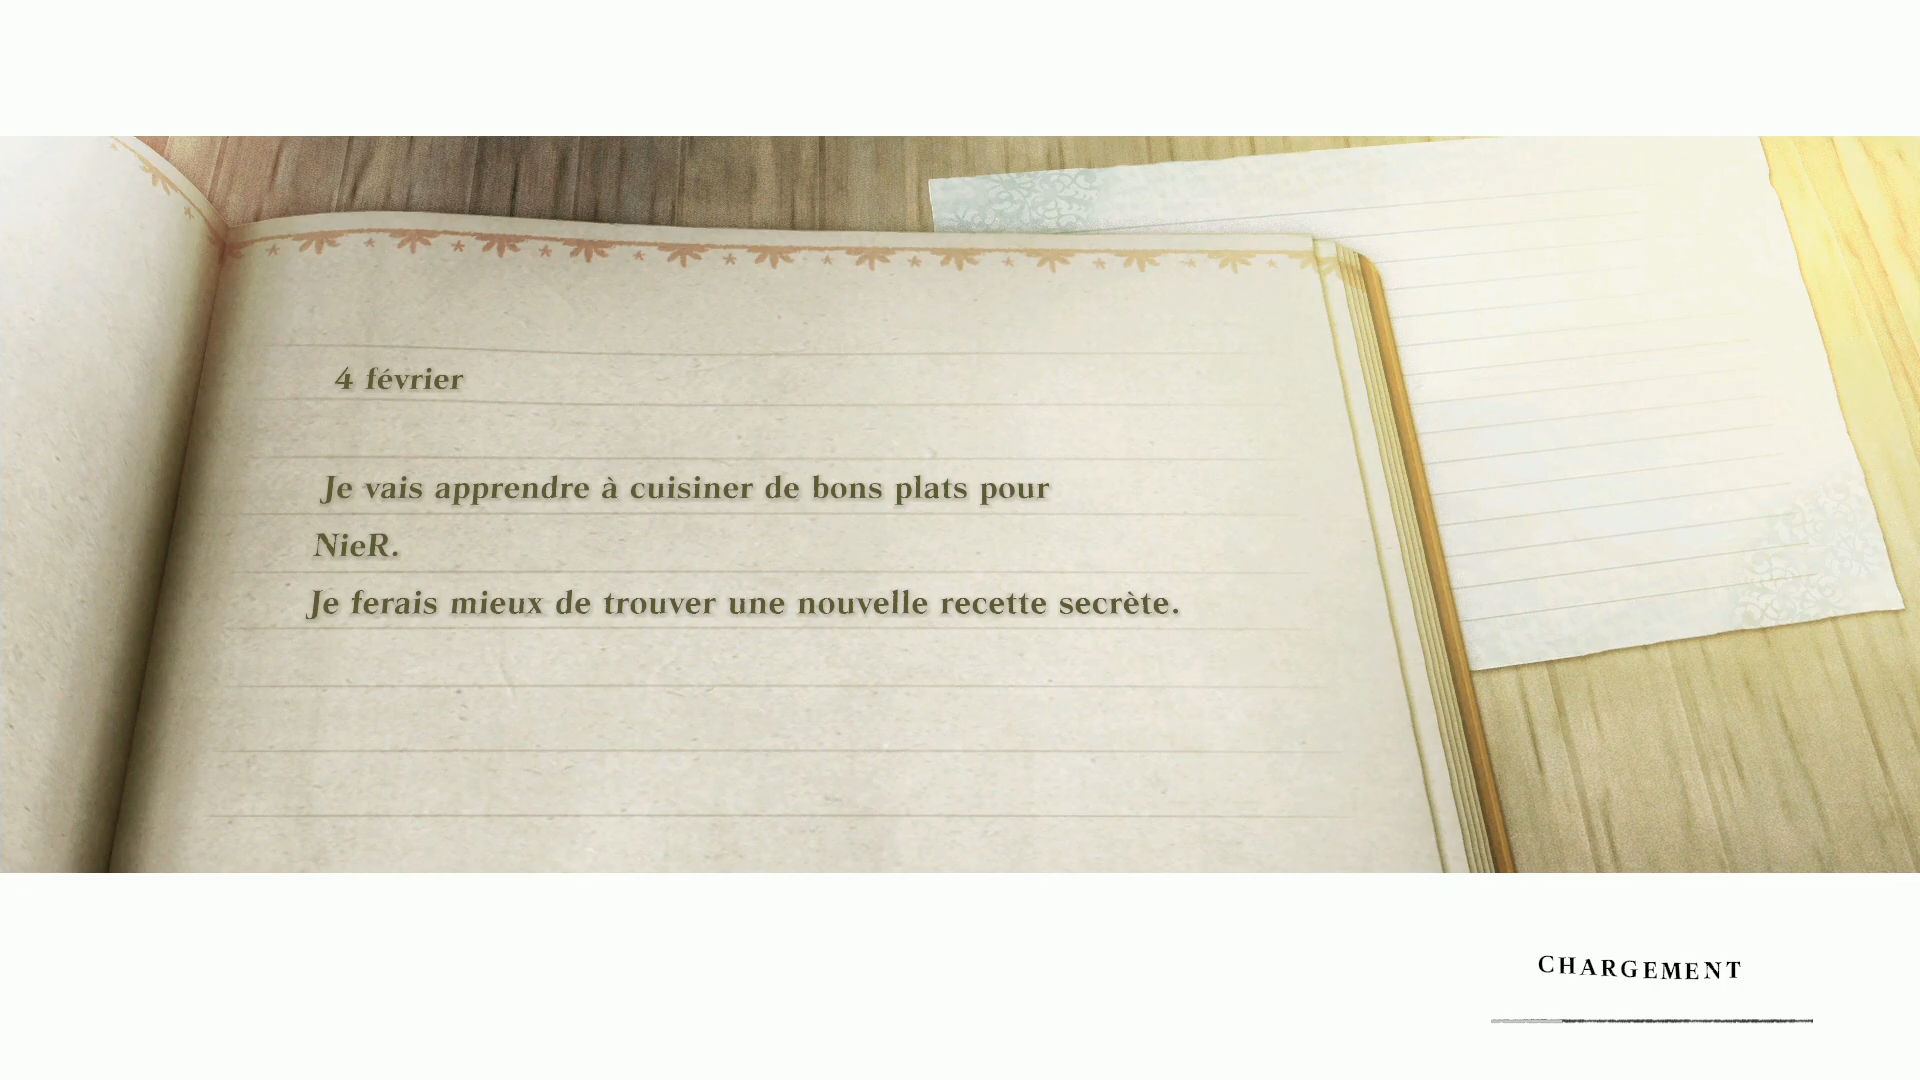 4 février
Je vais apprendre à cuisiner de bons plats pour
NieR.
Je ferais mieux de trouver une nouvelle recette secrète.
CHARGEMENT